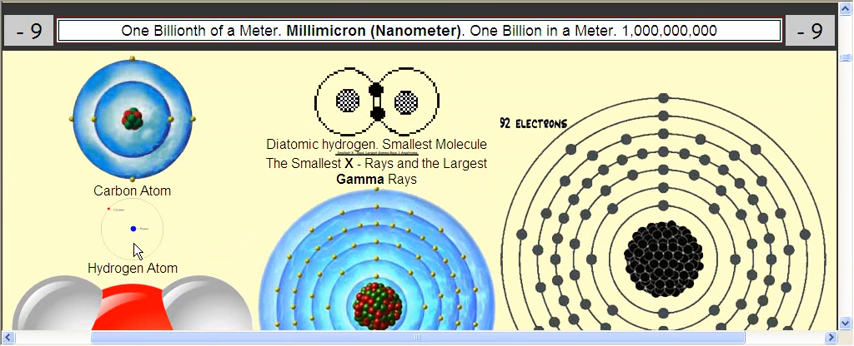 - 9
One Billionth of a Meter. Millimicron (Nanometer). One Billion in a Meter. 1,000,000,000
- 9
92 ELECTRONS
Diatomic hydrogen. Smallest Molecule
The Smallest X - Rays and the Largest
Gamma Rays
Carbon Atom
Hydrogen Atom